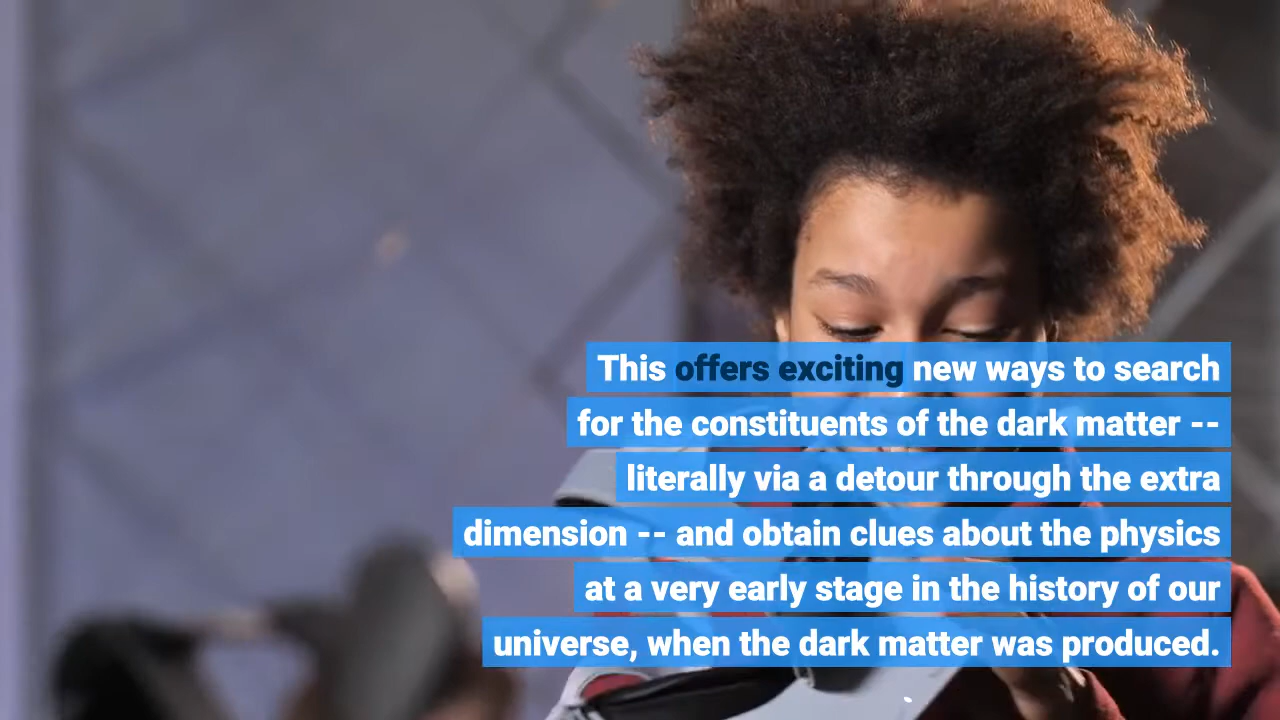 This offers exciting new ways to search
for the constituents of the dark matter --
literally via a detour through the extra
dimension -- and obtain clues about the physics
at a very early stage in the history of our
universe, when the dark matter was produced.